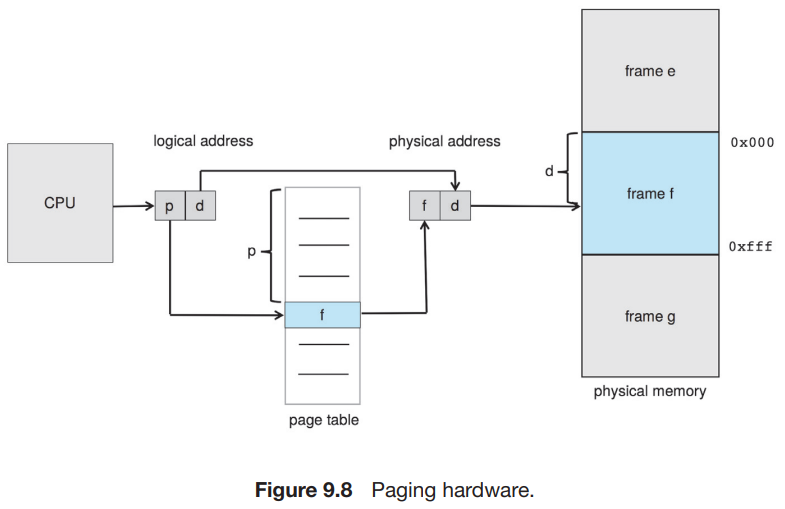 frame e
logical address
physical address
0x000
d
CPU
p d
f d
frame f
p
0xfff
f
frame g
physical memory
page table
Figure 9.8 Paging hardware.